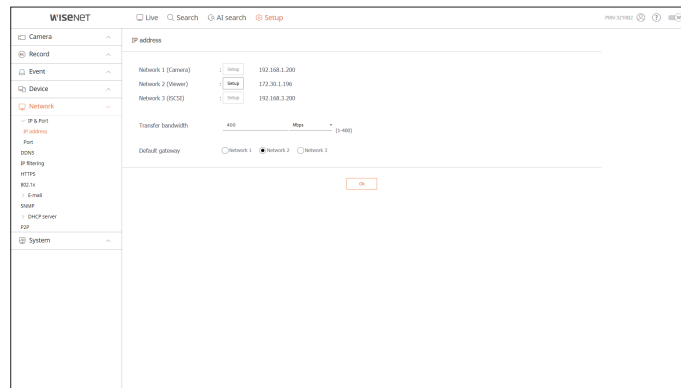 WISENET
Live Search AI search Setup
PRN-3210B2 ?
Camera
Record
Event
Device
Network
IP & Port
IP address
Port
DDNS
IP filtering
HTTPS
802.1x
E-mail
SNMP
DHCP server
P2P
System
IP address
Network 1 (Camera) : Setup 192.168.1.200
Network 2 (Viewer) : Setup 172.30.1.196
Network 3 (iSCSI) : Setup 192.168.3.200
Transfer bandwidth 400 Mbps (1~400)
Default gateway Network 1 Network 2 Network 3
Ok